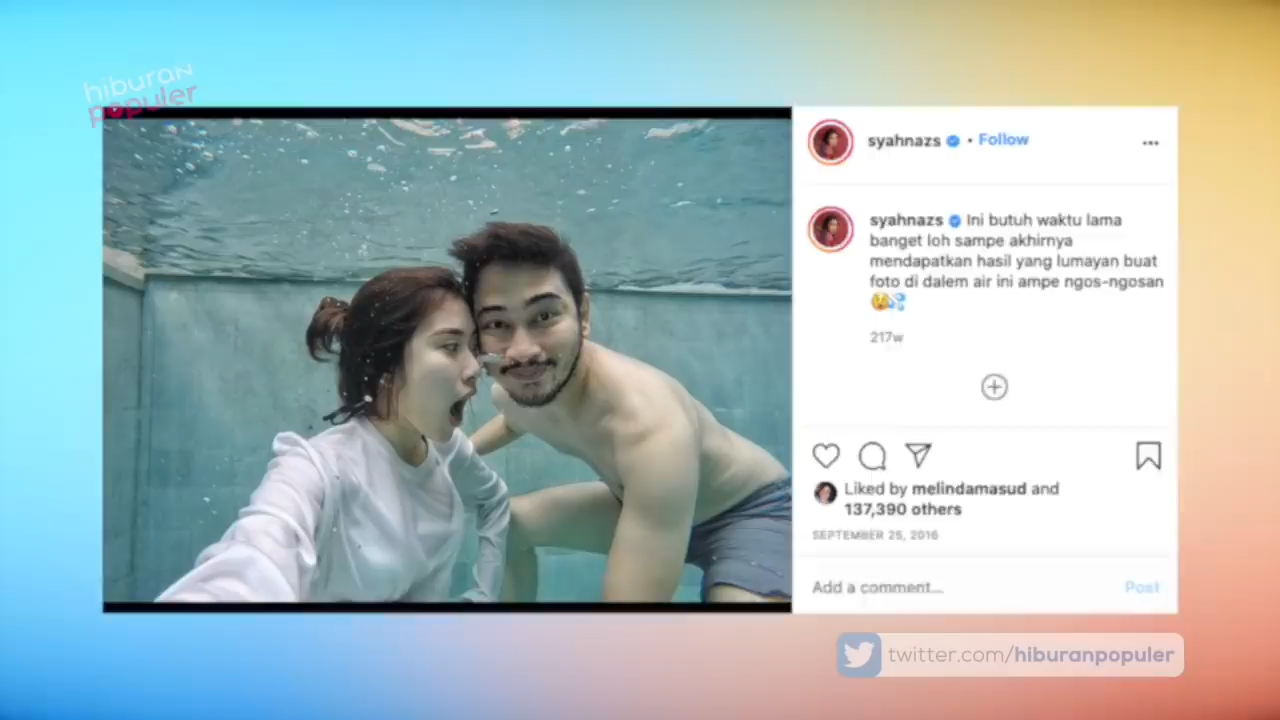 hiburan
populer
syahnazs • Follow
syahnazs Ini butuh waktu lama
banget loh sampe akhirnya
mendapatkan hasil yang lumayan buat
foto di dalem air ini ampe ngos-ngosan
217w
Liked by melindamasud and
137,390 others
SEPTEMBER 25, 2016
Add a comment...
Post
twitter.com/hiburanpopuler